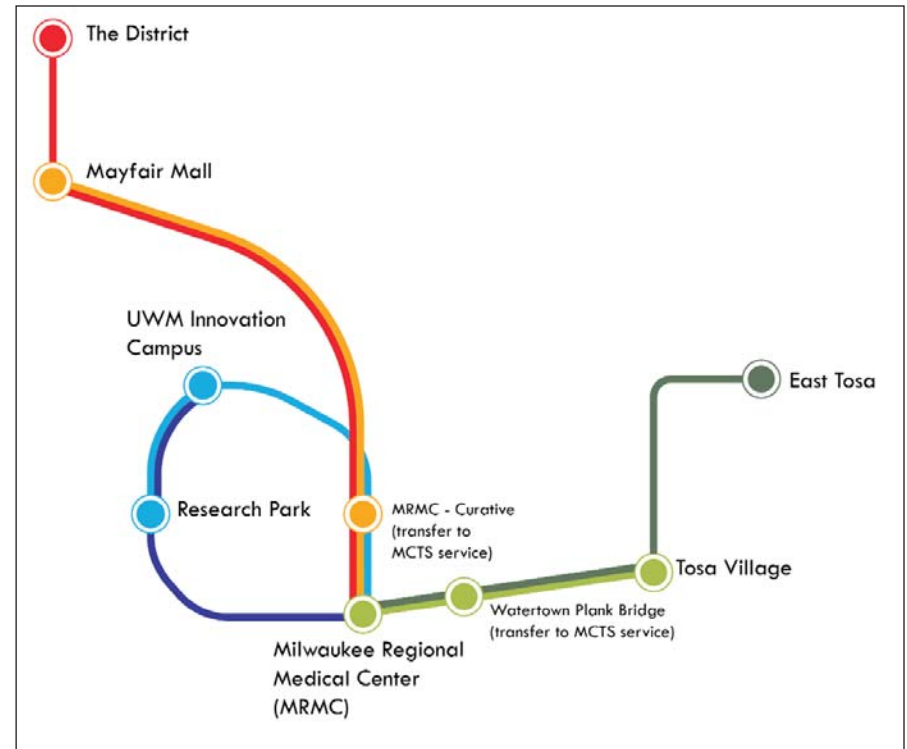 The District
Mayfair Mall
UWM Innovation
Campus
East Tosa
Research Park
MRMC - Curative
(transfer to
MCTS service)
Tosa Village
Watertown Plank Bridge
(transfer to MCTS service)
Milwaukee Regional
Medical Center
(MRMC)